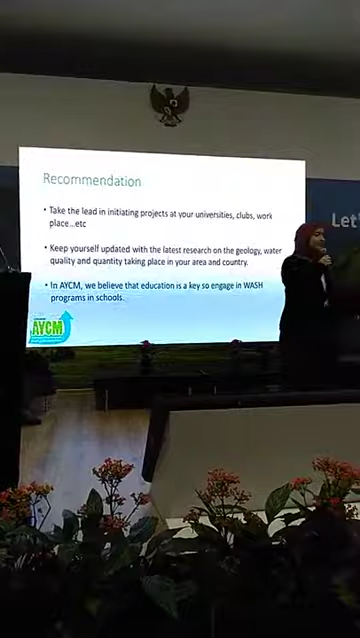 Recommendation
• Take the lead in initiating projects at your universities, clubs, work
place...etc
• Keep yourself updated with the latest research on the geology, water
quality and quantity taking place in your area and country.
• In AYCM, we believe that education is a key so engage in WASH
programs in schools.
AYCM
Let'